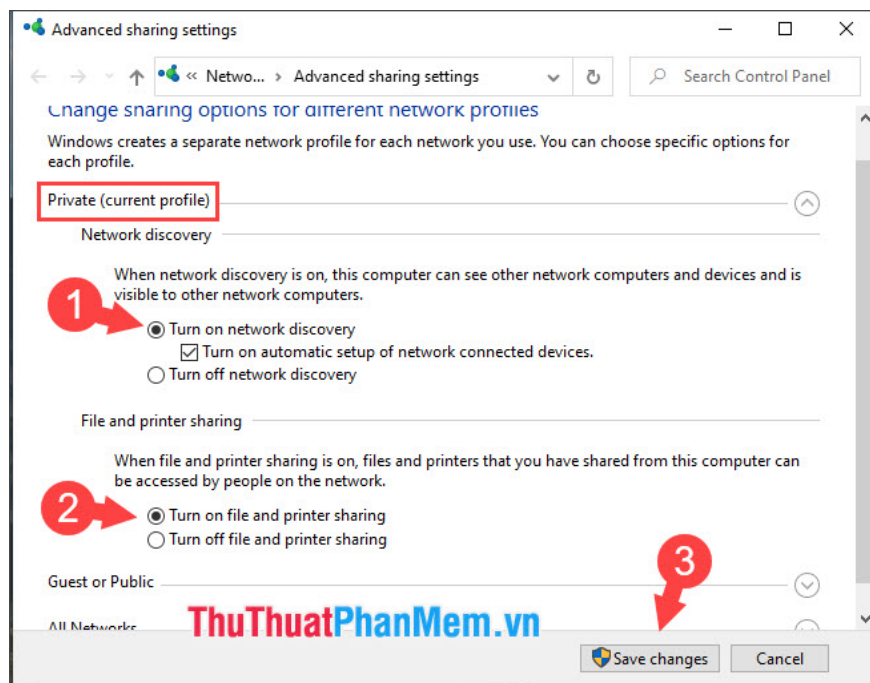 Advanced sharing settings
« Netwo... › Advanced sharing settings
Search Control Panel
Change sharing options for different network profiles
Windows creates a separate network profile for each network you use. You can choose specific options for
each profile.
Private (current profile)
Network discovery
When network discovery is on, this computer can see other network computers and devices and is
visible to other network computers.
1
Turn on network discovery
Turn on automatic setup of network connected devices.
Turn off network discovery
File and printer sharing
When file and printer sharing is on, files and printers that you have shared from this computer can
be accessed by people on the network.
2
Turn on file and printer sharing
Turn off file and printer sharing
3
Guest or Public
All Networks
ThuThuatPhanMem.vn
Save changes
Cancel